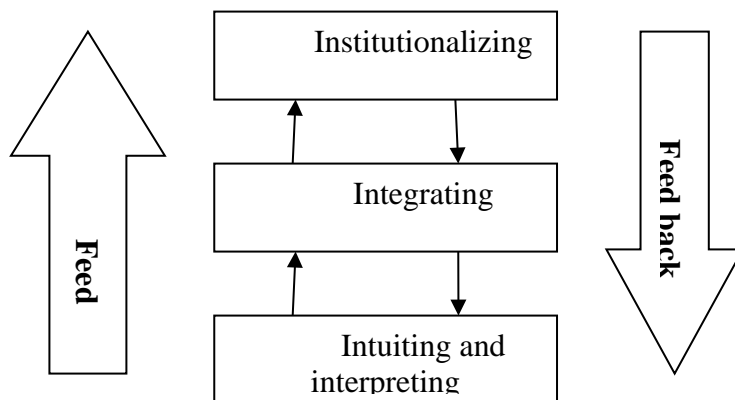 Institutionalizing
Integrating
Intuiting and
interpreting
Feed
Feed back